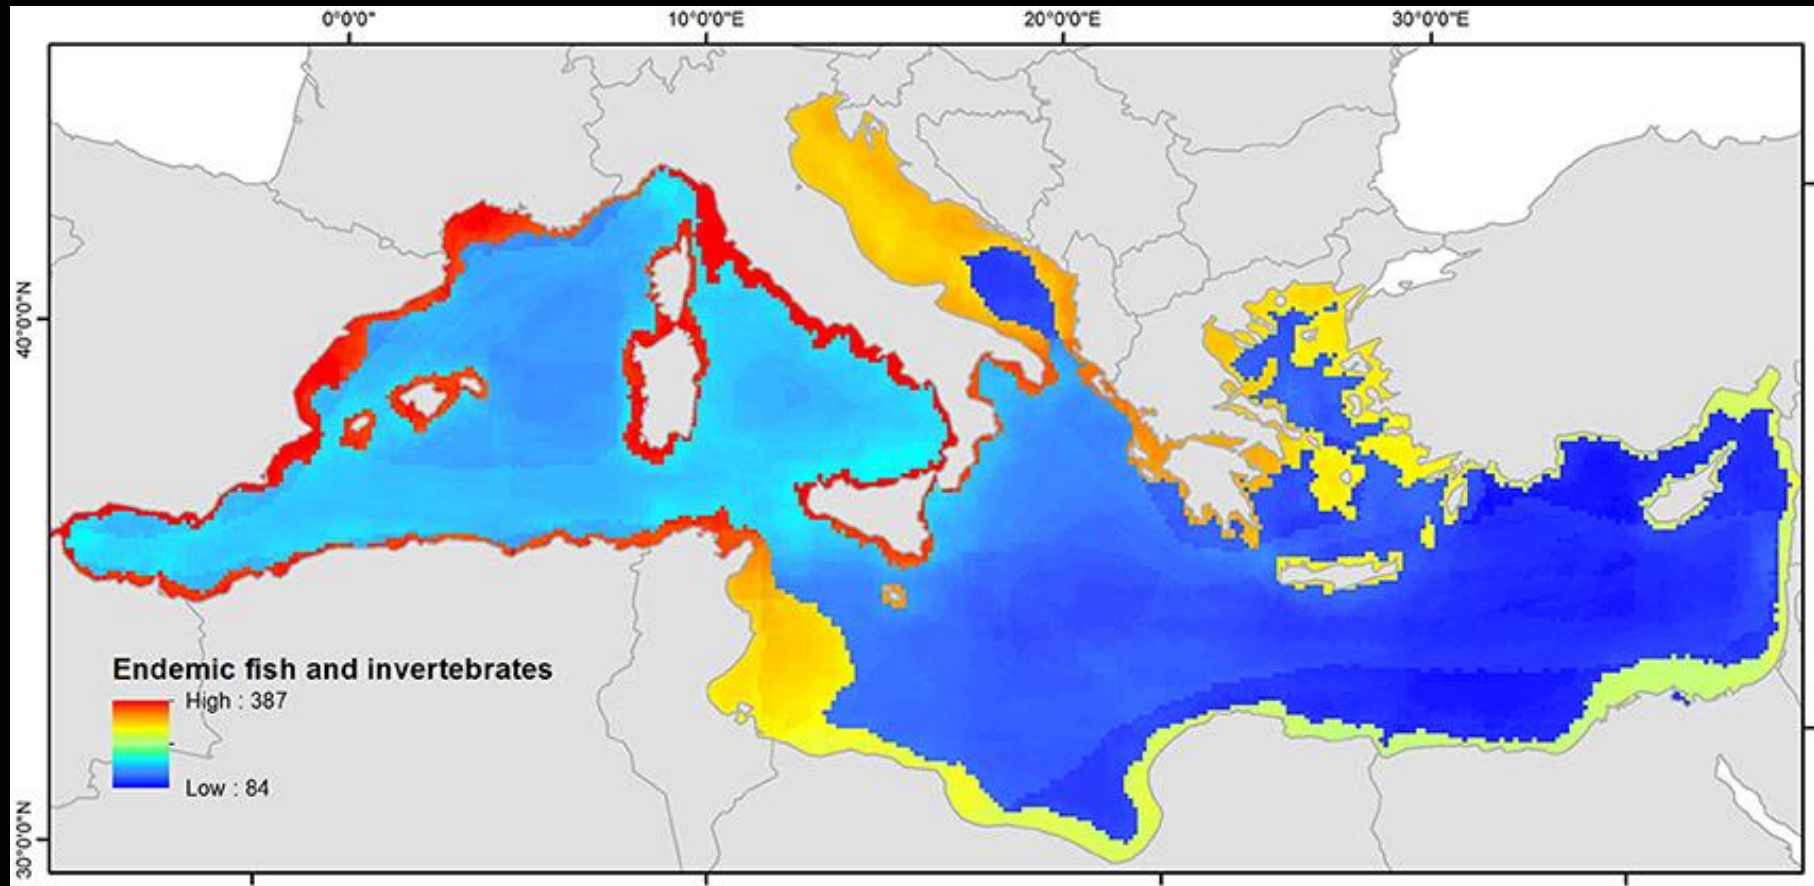 0°0'0" 10°0'0"E 20°0'0"E 30°0'0"E
40°0'0"N
Endemic fish and invertebrates
High : 387
Low : 84
30°0'0"N